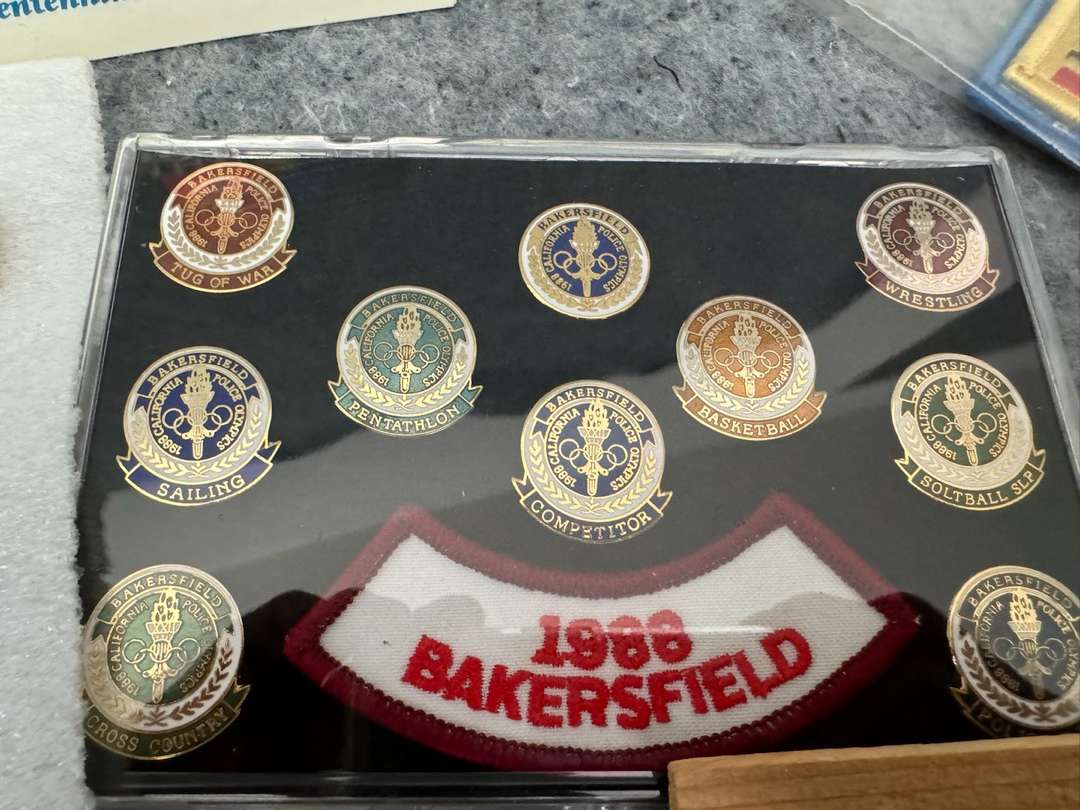 BAKERSFIELD
CALIFORNIA POLICE OLYMPICS
1988
TUG OF WAR
BAKERSFIELD
CALIFORNIA POLICE OLYMPICS
1988
BAKERSFIELD
CALIFORNIA POLICE OLYMPICS
1988
WRESTLING
BAKERSFIELD
CALIFORNIA POLICE OLYMPICS
1988
PENTATHLON
BAKERSFIELD
CALIFORNIA POLICE OLYMPICS
1988
BASKETBALL
BAKERSFIELD
CALIFORNIA POLICE OLYMPICS
1988
SAILING
BAKERSFIELD
CALIFORNIA POLICE OLYMPICS
1988
COMPETITOR
BAKERSFIELD
CALIFORNIA POLICE OLYMPICS
1988
SOLTBALL SLP
BAKERSFIELD
CALIFORNIA POLICE OLYMPICS
1988
CROSS COUNTRY
BAKERSFIELD
CALIFORNIA POLICE OLYMPICS
1988
1988
BAKERSFIELD